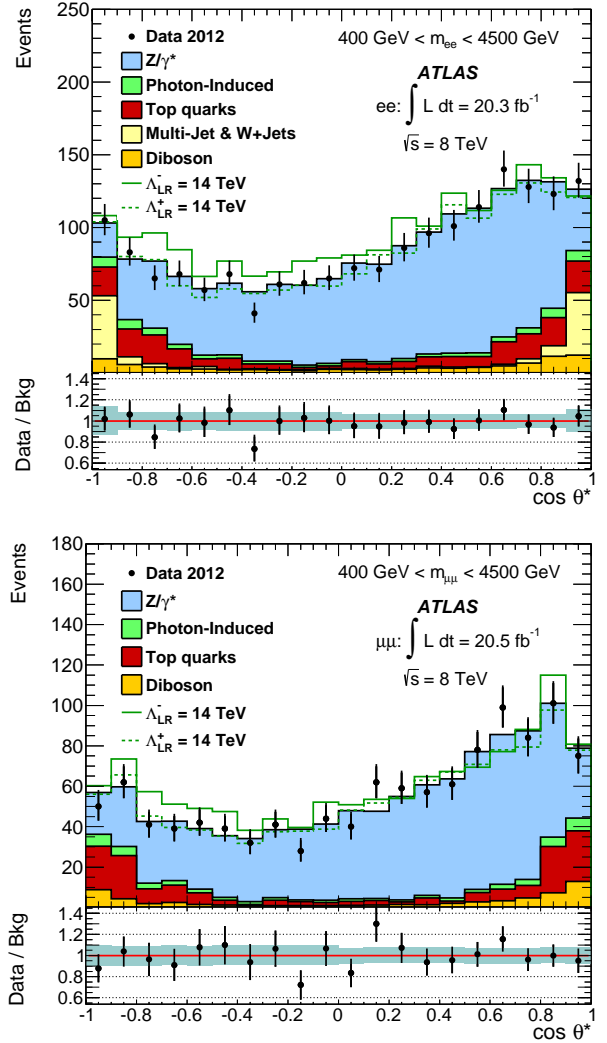 Events
250
200
150
100
50
Data 2012
Z/γ*
Photon-Induced
Top quarks
Multi-Jet & W+Jets
Diboson
Λ⁻LR = 14 TeV
Λ⁺LR = 14 TeV
400 GeV < mee < 4500 GeV
ATLAS
ee: ∫ L dt = 20.3 fb⁻¹
√s = 8 TeV
Data / Bkg
1.4
1.2
1.0
0.8
0.6
-1 -0.8 -0.6 -0.4 -0.2 0 0.2 0.4 0.6 0.8 1
cos θ*
Events
180
160
140
120
100
80
60
40
20
Data 2012
Z/γ*
Photon-Induced
Top quarks
Diboson
Λ⁻LR = 14 TeV
Λ⁺LR = 14 TeV
400 GeV < mμμ < 4500 GeV
ATLAS
μμ: ∫ L dt = 20.5 fb⁻¹
√s = 8 TeV
Data / Bkg
1.4
1.2
1.0
0.8
0.6
-1 -0.8 -0.6 -0.4 -0.2 0 0.2 0.4 0.6 0.8 1
cos θ*